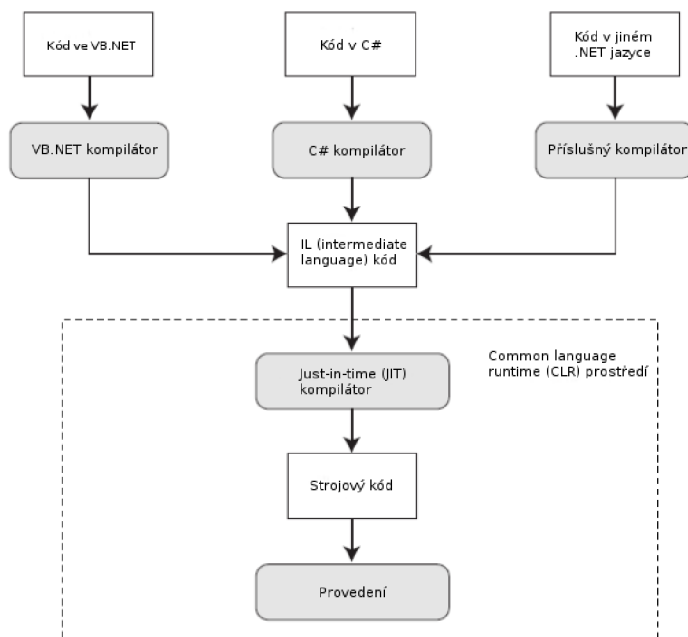 Kód ve VB.NET
Kód v C#
Kód v jiném
.NET jazyce
VB.NET kompilátor
C# kompilátor
Příslušný kompilátor
IL (intermediate
language) kód
Just-in-time (JIT)
kompilátor
Common language
runtime (CLR) prostředí
Strojový kód
Provedení